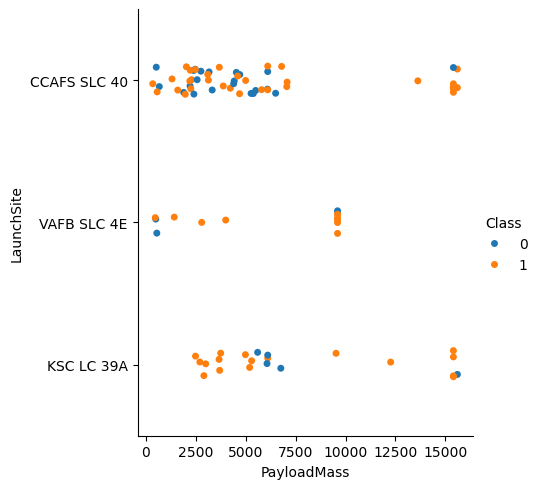 CCAFS SLC 40
VAFB SLC 4E
KSC LC 39A
LaunchSite
0 2500 5000 7500 10000 12500 15000
PayloadMass
Class
0
1